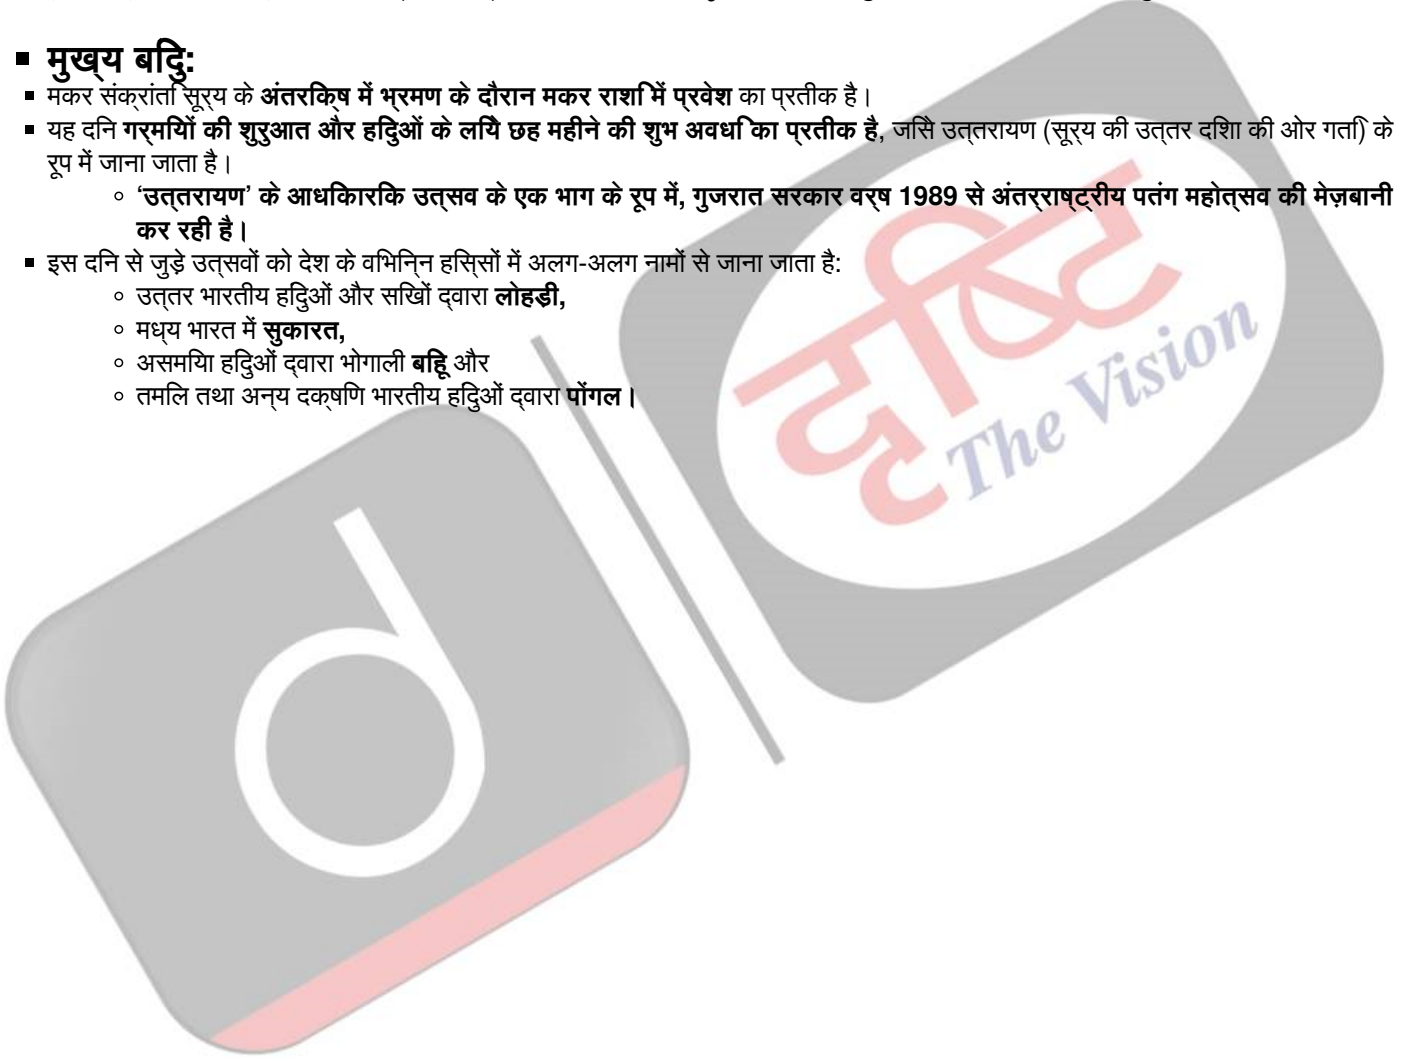 मुख्य बिंदु:
मकर संक्रांति सूर्य के अंतरिक्ष में भ्रमण के दौरान मकर राशि में प्रवेश का प्रतीक है।
यह दिन गर्मियों की शुरुआत और हिंदुओं के लिये छह महीने की शुभ अवधि का प्रतीक है, जिसे उत्तरायण (सूर्य की उत्तर दिशा की ओर गति) के
रूप में जाना जाता है।
‘उत्तरायण’ के आधिकारिक उत्सव के एक भाग के रूप में, गुजरात सरकार वर्ष 1989 से अंतर्राष्ट्रीय पतंग महोत्सव की मेज़बानी
कर रही है।
इस दिन से जुड़े उत्सवों को देश के विभिन्न हिस्सों में अलग-अलग नामों से जाना जाता है:
उत्तर भारतीय हिंदुओं और सिखों द्वारा लोहड़ी,
मध्य भारत में सुकारत,
असमिया हिंदुओं द्वारा भोगाली बिहू और
तमिल तथा अन्य दक्षिण भारतीय हिंदुओं द्वारा पोंगल।
d
दृष्टि
The Vision